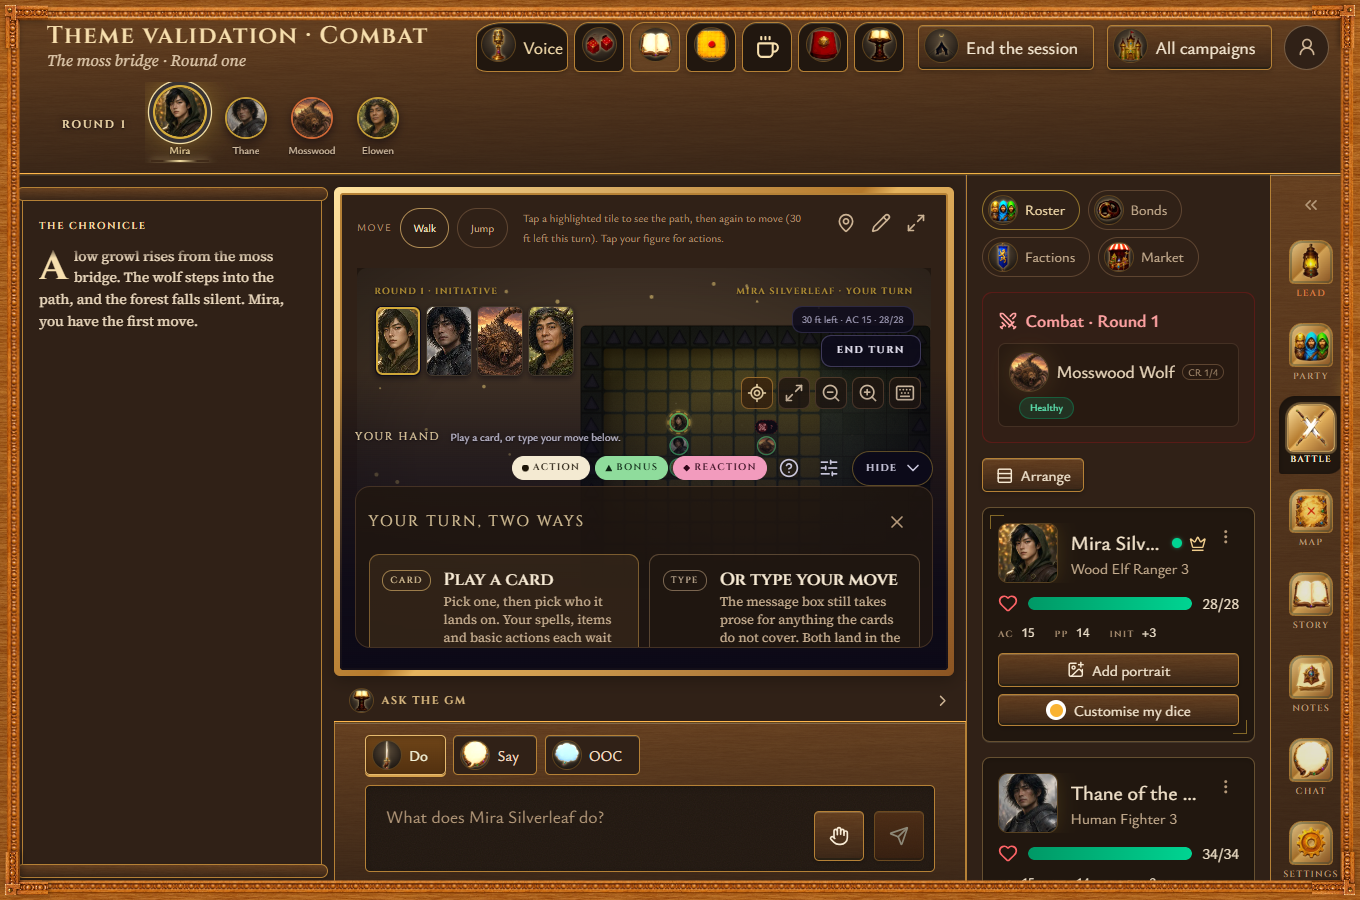 Theme validation · Combat
The moss bridge · Round one
Voice
End the session
All campaigns
ROUND 1
Mira
Thane
Mosswood
Elowen
THE CHRONICLE
A low growl rises from the moss
bridge. The wolf steps into the
path, and the forest falls silent. Mira,
you have the first move.
MOVE
Walk
Jump
Tap a highlighted tile to see the path, then again to move (30
ft left this turn). Tap your figure for actions.
ROUND 1 · INITIATIVE
MIRA SILVERLEAF · YOUR TURN
30 ft left · AC 15 · 28/28
END TURN
YOUR HAND
Play a card, or type your move below.
ACTION
BONUS
REACTION
HIDE
YOUR TURN, TWO WAYS
CARD
Play a card
Pick one, then pick who it
lands on. Your spells, items
and basic actions each wait
TYPE
Or type your move
The message box still takes
prose for anything the cards
do not cover. Both land in the
ASK THE GM
Do
Say
OOC
What does Mira Silverleaf do?
Roster
Bonds
Factions
Market
Combat · Round 1
Mosswood Wolf
CR 1/4
Healthy
Arrange
Mira Silv...
Wood Elf Ranger 3
28/28
AC 15 PP 14 INIT +3
Add portrait
Customise my dice
Thane of the ...
Human Fighter 3
34/34
LEAD
PARTY
BATTLE
MAP
STORY
NOTES
CHAT
SETTINGS